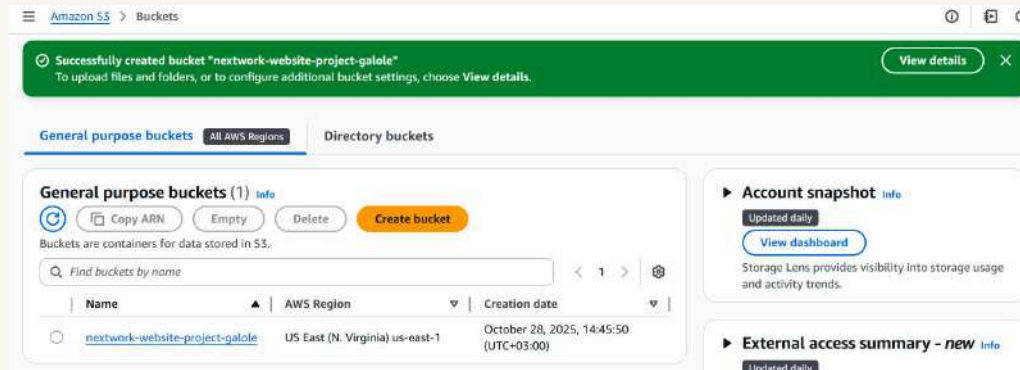 Amazon S3 > Buckets
Successfully created bucket "nextwork-website-project-galole"
To upload files and folders, or to configure additional bucket settings, choose View details.
View details
General purpose buckets All AWS Regions
Directory buckets
General purpose buckets (1) Info
Copy ARN
Empty
Delete
Create bucket
Buckets are containers for data stored in S3.
Find buckets by name
< 1 >
Name
AWS Region
Creation date
nextwork-website-project-galole
US East (N. Virginia) us-east-1
October 28, 2025, 14:45:50
(UTC+03:00)
Account snapshot Info
Updated daily
View dashboard
Storage Lens provides visibility into storage usage
and activity trends.
External access summary - new Info
Updated daily